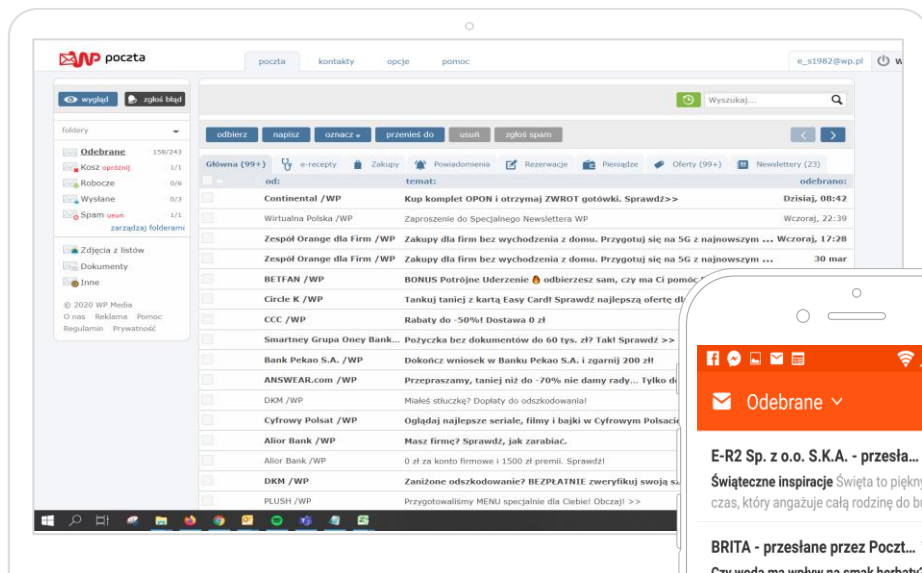 WP poczta
poczta kontakty opcje pomoc e_s1982@wp.pl
wygląd zgłoś błąd
Wyszukaj...
foldery
odbierz napisz oznacz przenieś do usuń zgłoś spam
Odebrane 158/243
Kosz opróżnij 1/1
Robocze 0/6
Wysłane 0/3
Spam usuń 1/1
zarządzaj folderami
Zdjęcia z listów
Dokumenty
Inne
© 2020 WP Media
O nas Reklama Pomoc
Regulamin Prywatność
Główna (99+) e-recepty Zakupy Powiadomienia Rezerwacje Pieniądze Oferty (99+) Newslettery (23)
od: temat: odebrano:
Continental /WP Kup komplet OPON i otrzymaj ZWROT gotówki. Sprawdź>> Dzisiaj, 08:42
Wirtualna Polska /WP Zaproszenie do Specjalnego Newslettera WP Wczoraj, 22:39
Zespół Orange dla Firm /WP Zakupy dla firm bez wychodzenia z domu. Przygotuj się na 5G z najnowszym ... Wczoraj, 17:28
Zespół Orange dla Firm /WP Zakupy dla firm bez wychodzenia z domu. Przygotuj się na 5G z najnowszym ... 30 mar
BETFAN /WP BONUS Potrójne Uderzenie 🔥 odbierzesz sam, czy ma Ci pomóc
Circle K /WP Tankuj taniej z kartą Easy Card! Sprawdź najlepszą ofertę
CCC /WP Rabaty do -50%! Dostawa 0 zł
Smartney Grupa Oney Bank... Pożyczka bez dokumentów do 60 tys. zł? Tak! Sprawdź >>
Bank Pekao S.A. /WP Dokończ wniosek w Banku Pekao S.A. i zgarnij 200 zł!
ANSWEAR.com /WP Przepraszamy, taniej niż do -70% nie damy rady... Tylko
DKM /WP Miałeś stłuczkę? Dopłaty do odszkodowania!
Cyfrowy Polsat /WP Oglądaj najlepsze seriale, filmy i bajki w Cyfrowym Polsacie
Alior Bank /WP Masz firmę? Sprawdź, jak zarabiać.
Alior Bank /WP 0 zł za konto firmowe i 1500 zł premii. Sprawdź!
DKM /WP Zaniżone odszkodowanie? BEZPŁATNIE zweryfikuj swoją
PLUSH /WP Przygotowaliśmy MENU specjalnie dla Ciebie! Obczaj! >>
Odebrane
E-R2 Sp. z o.o. S.K.A. - przesła...
Świąteczne inspiracje Święta to piękny
czas, który angażuje całą rodzinę do
BRITA - przesłane przez Poczt...
Czy woda ma wpływ na smak herbaty?